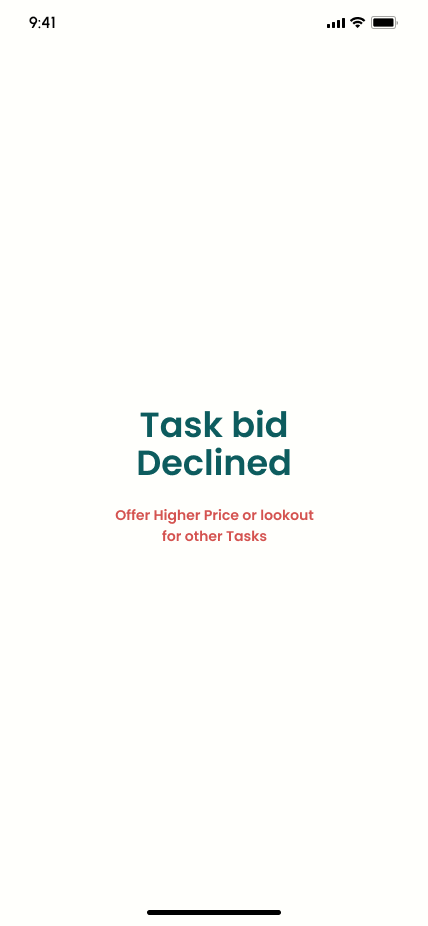 9:41
Task bid
Declined
Offer Higher Price or lookout
for other Tasks